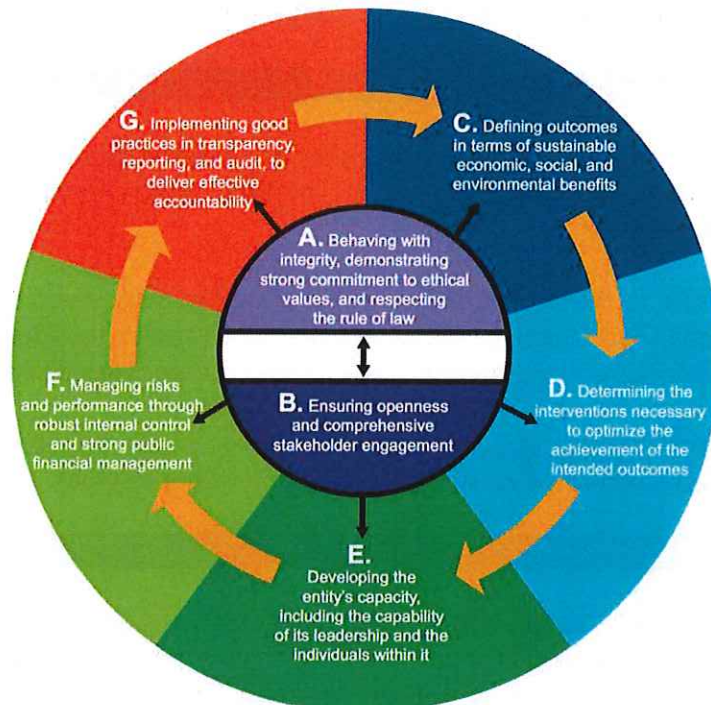 G. Implementing good
practices in transparency,
reporting, and audit, to
deliver effective
accountability
C. Defining outcomes
in terms of sustainable
economic, social, and
environmental benefits
A. Behaving with
integrity, demonstrating
strong commitment to ethical
values, and respecting
the rule of law
B. Ensuring openness
and comprehensive
stakeholder engagement
F. Managing risks
and performance through
robust internal control
and strong public
financial management
D. Determining the
interventions necessary
to optimize the
achievement of the
intended outcomes
E.
Developing the
entity's capacity,
including the capability
of its leadership and the
individuals within it